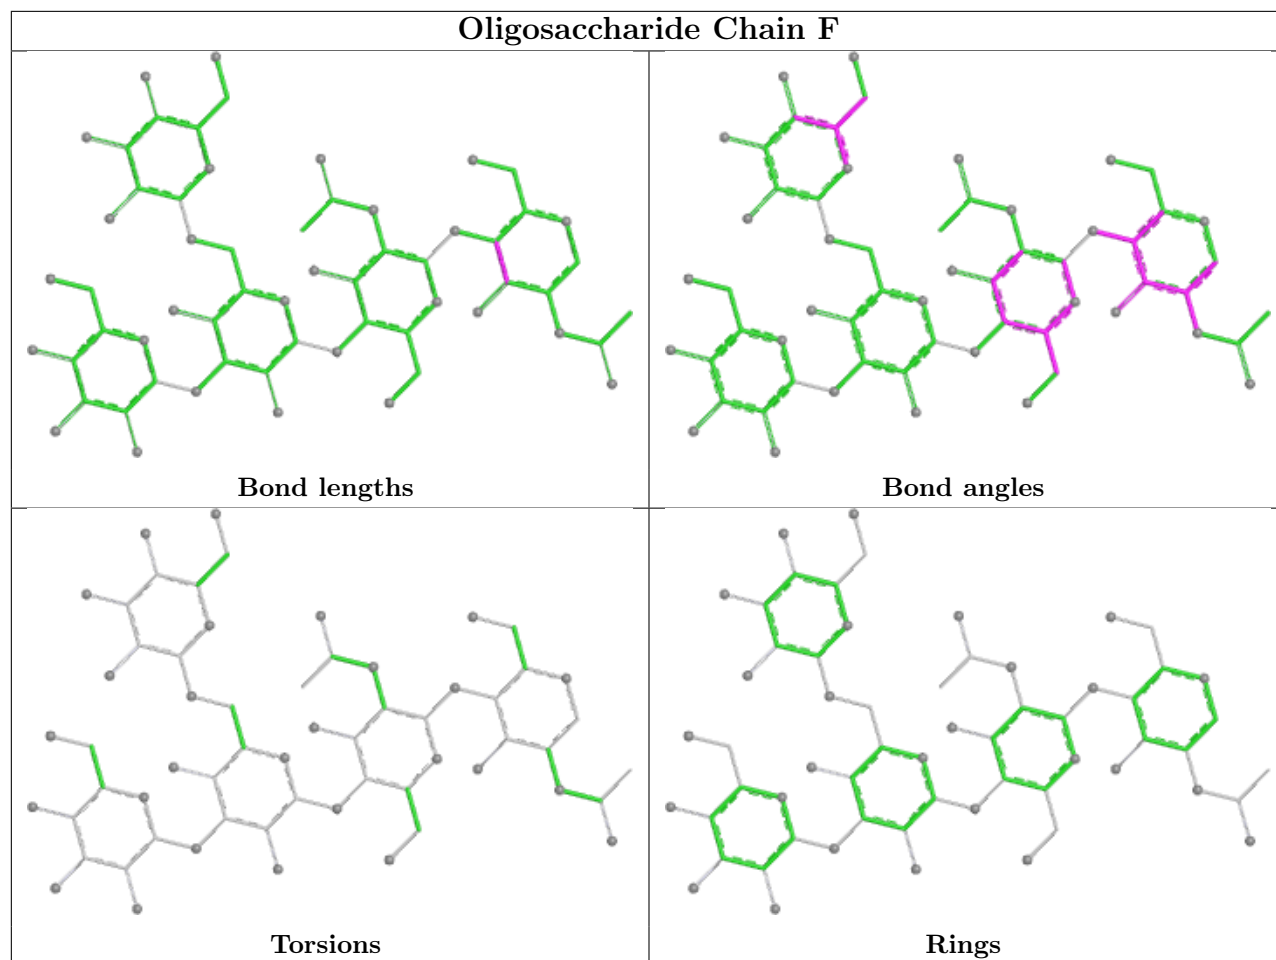 Oligosaccharide Chain F
Bond lengths
Bond angles
Torsions
Rings